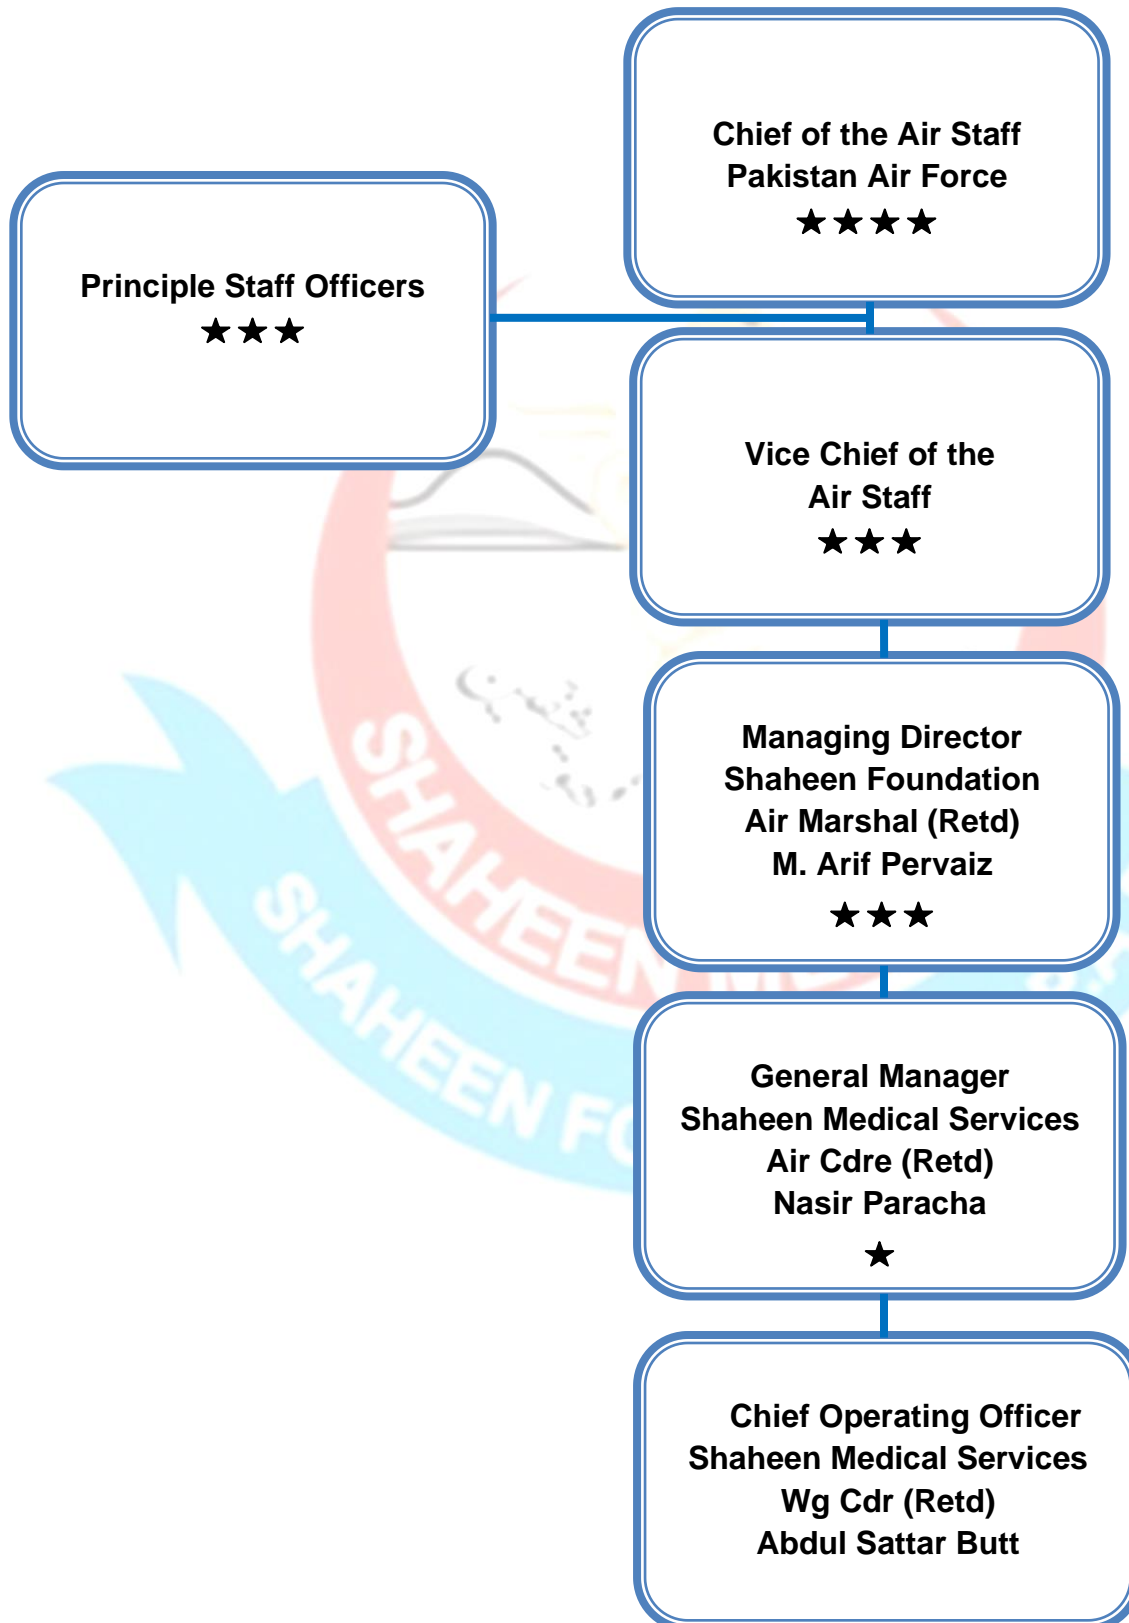 Chief of the Air Staff
Pakistan Air Force
★★★★
Principle Staff Officers
★★★
Vice Chief of the
Air Staff
★★★
Managing Director
Shaheen Foundation
Air Marshal (Retd)
M. Arif Pervaiz
★★★
General Manager
Shaheen Medical Services
Air Cdre (Retd)
Nasir Paracha
★
Chief Operating Officer
Shaheen Medical Services
Wg Cdr (Retd)
Abdul Sattar Butt
SHAHEEN
SHAHEEN